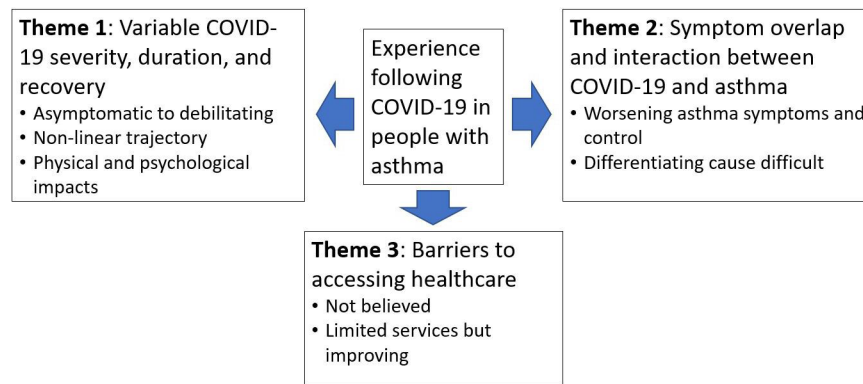 Theme 1: Variable COVID-
19 severity, duration, and
recovery
• Asymptomatic to debilitating
• Non-linear trajectory
• Physical and psychological
impacts
Experience
following
COVID-19 in
people with
asthma
Theme 2: Symptom overlap
and interaction between
COVID-19 and asthma
• Worsening asthma symptoms and
control
• Differentiating cause difficult
Theme 3: Barriers to
accessing healthcare
• Not believed
• Limited services but
improving